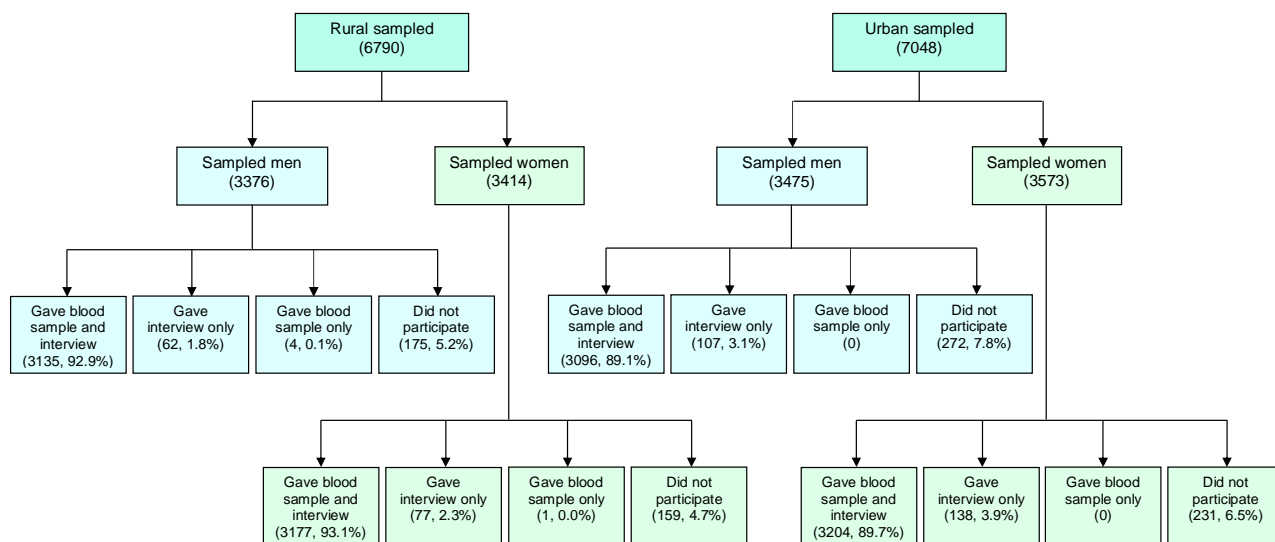 Rural sampled
(6790)
Urban sampled
(7048)
Sampled men
(3376)
Sampled women
(3414)
Sampled men
(3475)
Sampled women
(3573)
Gave blood
sample and
interview
(3135, 92.9%)
Gave
interview only
(62, 1.8%)
Gave blood
sample only
(4, 0.1%)
Did not
participate
(175, 5.2%)
Gave blood
sample and
interview
(3096, 89.1%)
Gave
interview only
(107, 3.1%)
Gave blood
sample only
(0)
Did not
participate
(272, 7.8%)
Gave blood
sample and
interview
(3177, 93.1%)
Gave
interview only
(77, 2.3%)
Gave blood
sample only
(1, 0.0%)
Did not
participate
(159, 4.7%)
Gave blood
sample and
interview
(3204, 89.7%)
Gave
interview only
(138, 3.9%)
Gave blood
sample only
(0)
Did not
participate
(231, 6.5%)